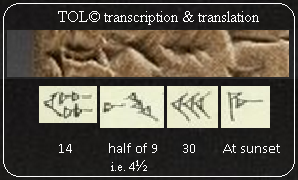 TOL© transcription & translation
14 half of 9 30 At sunset
i.e. 4½